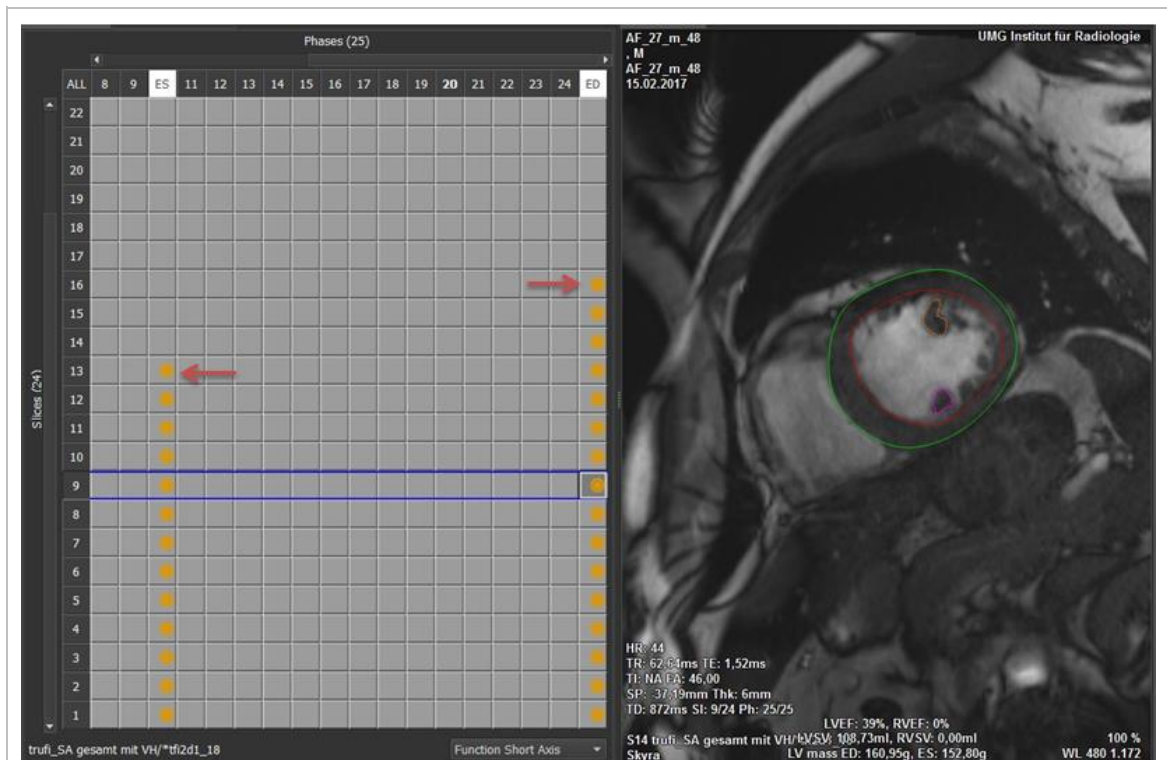 Phases (25)
ALL 8 9 ES 11 12 13 14 15 16 17 18 19 20 21 22 23 24 ED
22
21
20
19
18
17
16
15
14
13
12
11
10
9
8
7
6
5
4
3
2
1
Slices (24)
trufi_SA gesamt mit VH/*tfi2d1_18
Function Short Axis
AF_27_m_48
, M
AF_27_m_48
15.02.2017
UMG Institut für Radiologie
HR: 44
TR: 62,64ms TE: 1,52ms
TI: NA FA: 46,00
SP: -37,19mm Thk: 6mm
TD: 872ms Sl: 9/24 Ph: 25/25
LVEF: 39%, RVEF: 0%
S14 trufi_SA gesamt mit VH/
LVSV: 108,73ml, RVSV: 0,00ml
100 %
Skyra
LV mass ED: 160,95g, ES: 152,80g
WL 480 1.172